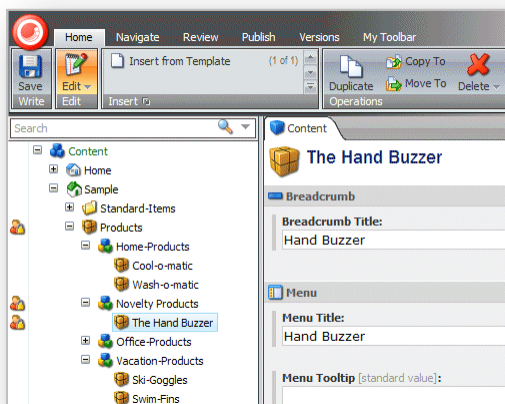 Home Navigate Review Publish Versions My Toolbar
Save
Write
Edit
Edit
Insert from Template (1 of 1)
Insert
Duplicate
Copy To
Move To
Delete
Operations
Search
Content
Home
Sample
Standard-Items
Products
Home-Products
Cool-o-matic
Wash-o-matic
Novelty Products
The Hand Buzzer
Office-Products
Vacation-Products
Ski-Goggles
Swim-Fins
Content
The Hand Buzzer
Breadcrumb
Breadcrumb Title:
Hand Buzzer
Menu
Menu Title:
Hand Buzzer
Menu Tooltip [standard value]: